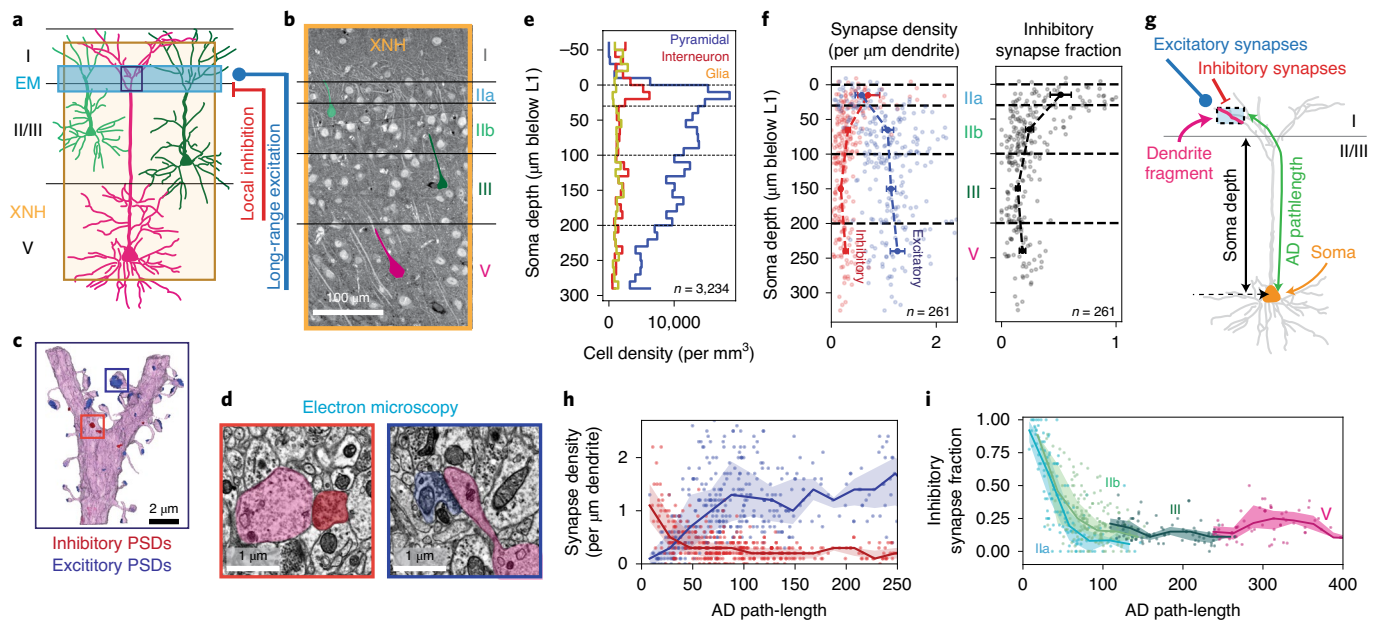 a
I
EM
II/III
XNH
V
Local inhibition
Long-range excitation
b
XNH
I
IIa
IIb
III
V
100 µm
c
2 µm
Inhibitory PSDs
Excititory PSDs
d
Electron microscopy
1 µm
1 µm
e
Pyramidal
Interneuron
Glia
Soma depth (µm blelow L1)
–50
0
50
100
150
200
250
300
n = 3,234
0
10,000
Cell density (per mm3)
f
Synapse density
(per µm dendrite)
Inhibitory
synapse fraction
Soma depth (µm blelow L1)
0
100
200
300
IIa
IIb
III
V
Inhibitory
Excitatory
n = 261
0
2
0
100
200
300
n = 261
0
1
g
Excitatory synapses
Inhibitory synapses
I
II/III
Dendrite
fragment
Soma depth
AD pathlength
Soma
h
Synapse density
(per µm dendrite)
2
1
0
0
50
100
150
200
250
AD path-length
i
Inhibitory
synapse fraction
1.00
0.75
0.50
0.25
0.00
IIa
IIb
III
V
0
100
200
300
400
AD path-length